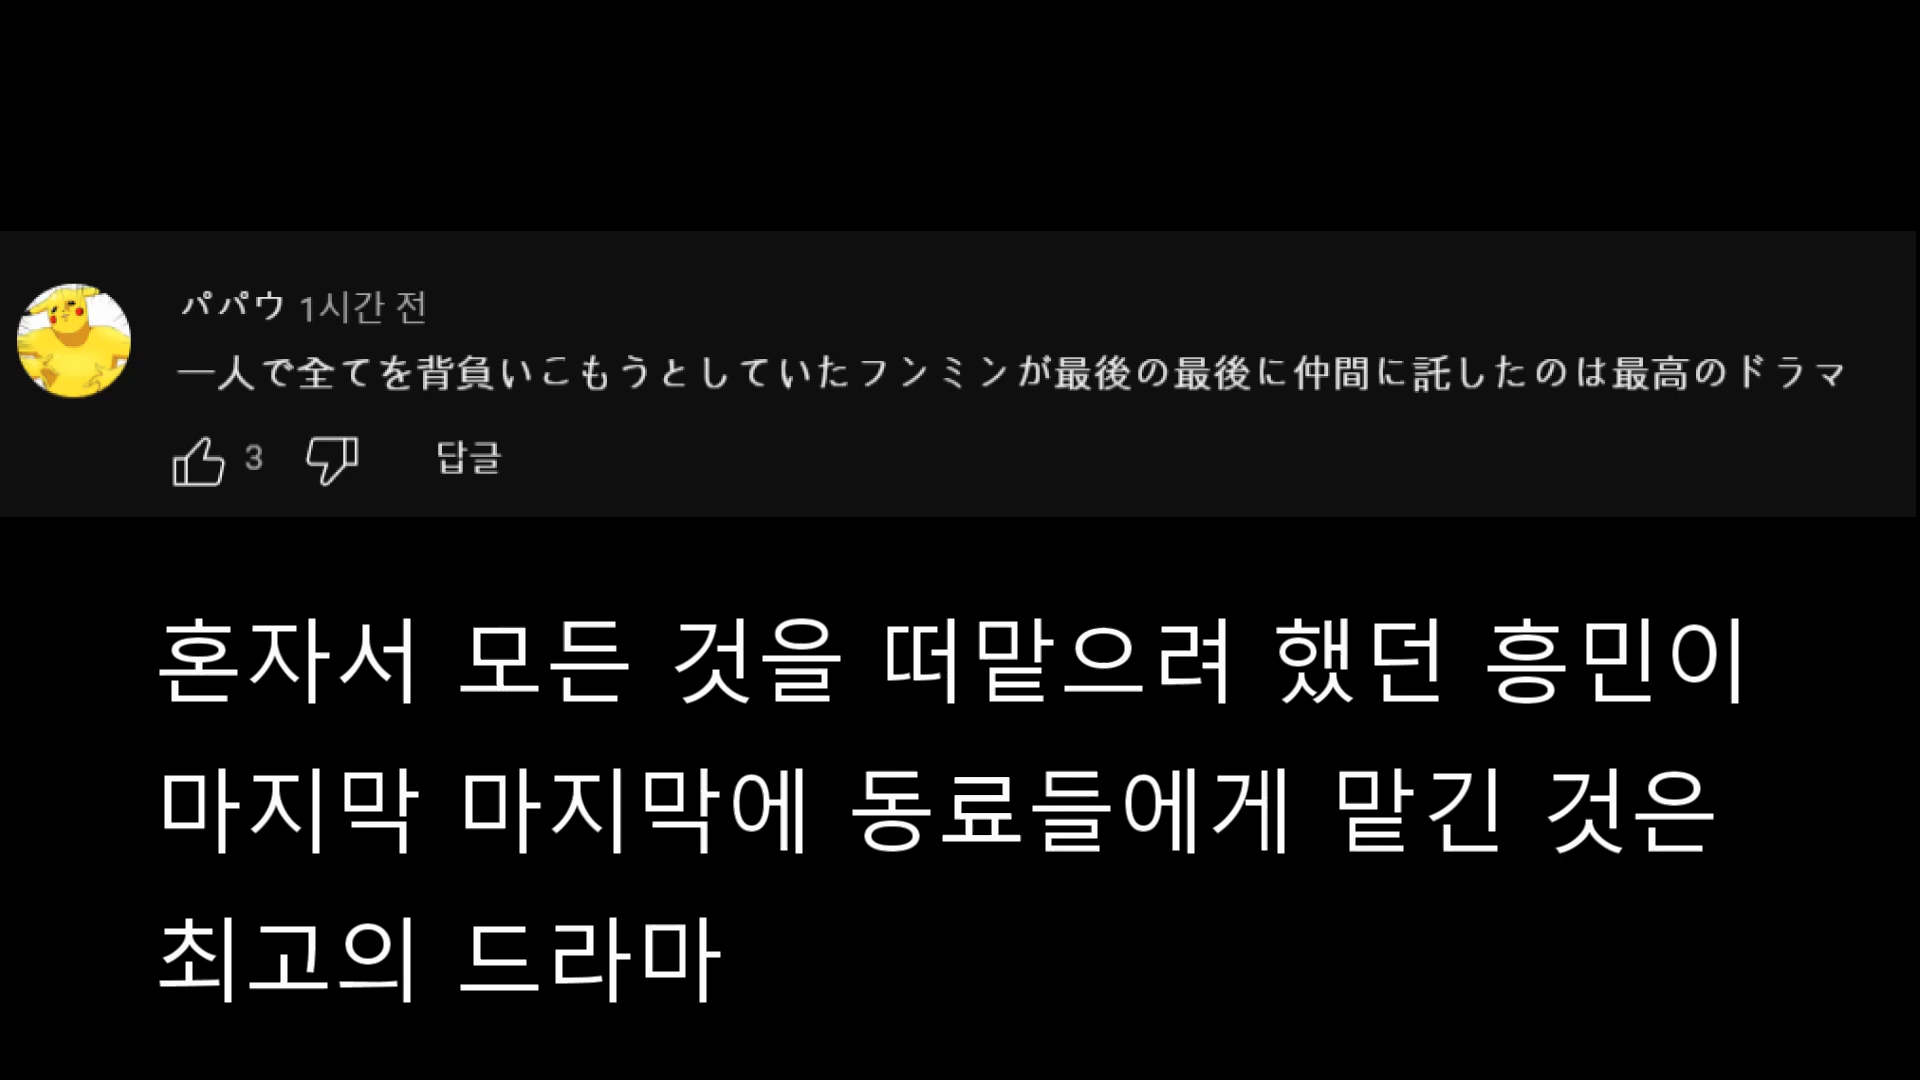 パパウ 1시간 전
一人で全てを背負いこもうとしていたフンミンが最後の最後に仲間に託したのは最高のドラマ
3 답글
혼자서 모든 것을 떠맡으려 했던 흥민이
마지막 마지막에 동료들에게 맡긴 것은
최고의 드라마